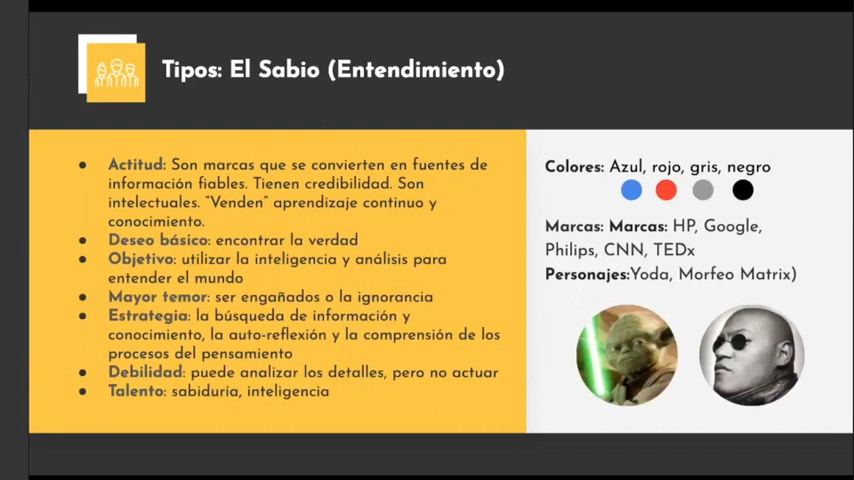 Tipos: El Sabio (Entendimiento)
● Actitud: Son marcas que se convierten en fuentes de
información fiables. Tienen credibilidad. Son
intelectuales. “Venden” aprendizaje continuo y
conocimiento.
● Deseo básico: encontrar la verdad
● Objetivo: utilizar la inteligencia y análisis para
entender el mundo
● Mayor temor: ser engañados o la ignorancia
● Estrategia: la búsqueda de información y
conocimiento, la auto-reflexión y la comprensión de los
procesos del pensamiento
● Debilidad: puede analizar los detalles, pero no actuar
● Talento: sabiduría, inteligencia
Colores: Azul, rojo, gris, negro
Marcas: Marcas: HP, Google,
Philips, CNN, TEDx
Personajes:Yoda, Morfeo Matrix)